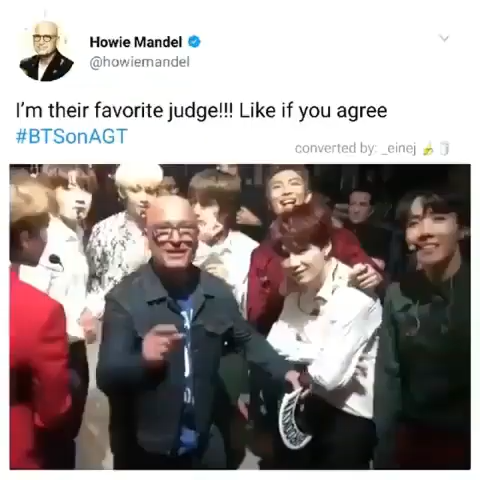 Howie Mandel
@howiemandel
I'm their favorite judge!!! Like if you agree
#BTSonAGT
converted by: _einej